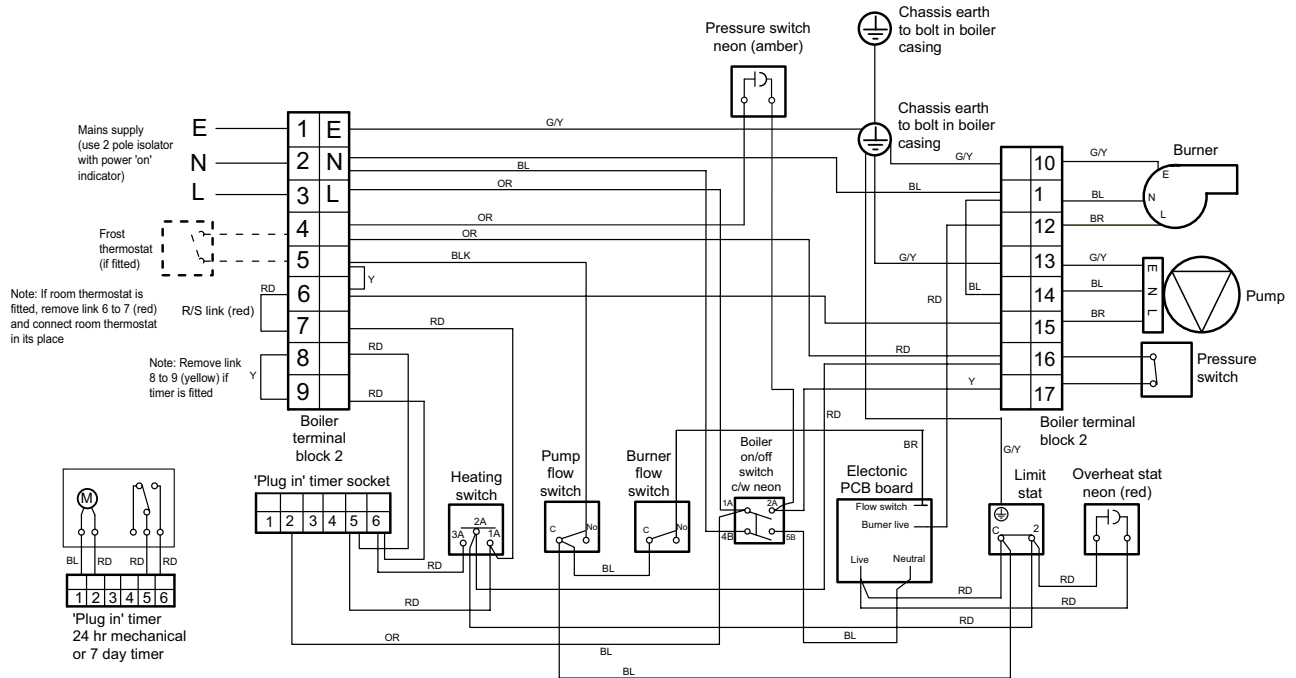 Pressure switch
neon (amber)
Chassis earth
to bolt in boiler
casing
Mains supply
(use 2 pole isolator
with power 'on'
indicator)
E
N
L
1 E
2 N
3 L
4
5
6
7
8
9
G/Y
BL
OR
OR
OR
BLK
Y
RD
RD
RD
Frost
thermostat
(if fitted)
Note: If room thermostat is
fitted, remove link 6 to 7 (red)
and connect room thermostat
in its place
RD
R/S link (red)
Note: Remove link
8 to 9 (yellow) if
timer is fitted
Y
Boiler
terminal
block 2
Chassis earth
to bolt in boiler
casing
G/Y
BL
G/Y
BL
RD
RD
Y
RD
10
1
12
13
14
15
16
17
G/Y
BL
BR
G/Y
BL
BR
Burner
E
N
L
E N L
Pump
Pressure
switch
Boiler terminal
block 2
M
BL RD RD RD
1 2 3 4 5 6
'Plug in' timer
24 hr mechanical
or 7 day timer
'Plug in' timer socket
1 2 3 4 5 6
Heating
switch
2A
3A 1A
Pump
flow
switch
C No
Burner
flow
switch
C No
BR
Boiler
on/off
switch
c/w neon
1A 2A
4B 5B
Electonic
PCB board
Flow switch
Burner live
Live Neutral
G/Y
Limit
stat
C 2
Overheat stat
neon (red)
RD
RD
BL
RD
RD
RD
RD
OR
BL
BL
BL